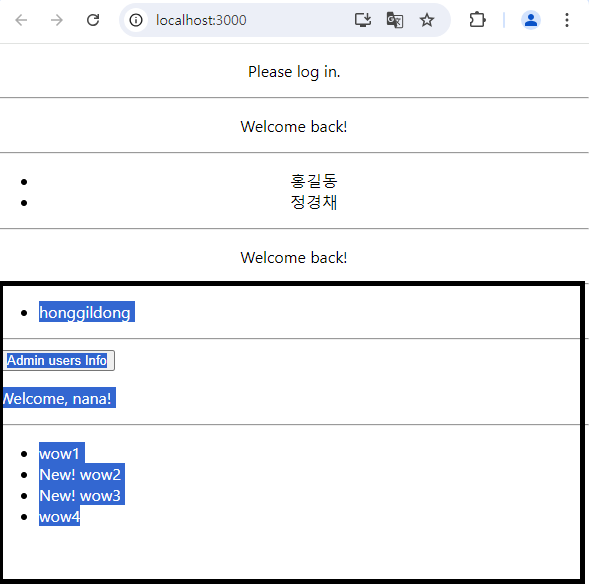 localhost:3000
Please log in.
Welcome back!
홍길동
정경채
Welcome back!
honggildong
Admin users Info
Welcome, nana!
wow1
New! wow2
New! wow3
wow4